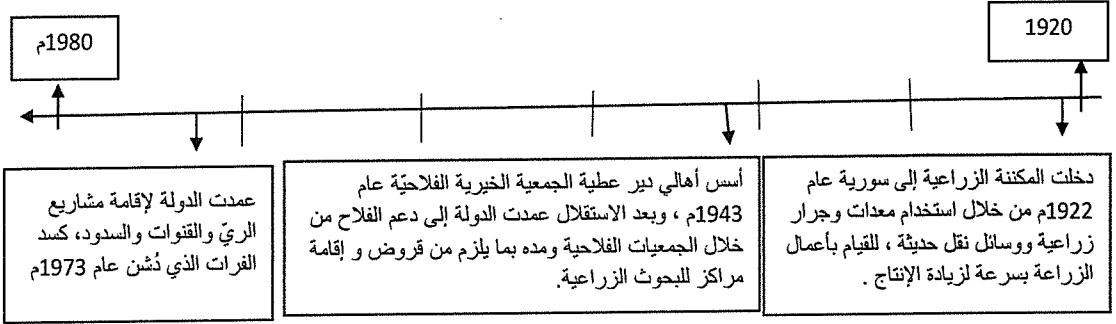 1920
1980م
دخلت المكننة الزراعية إلى سورية عام
1922م من خلال استخدام معدات وجرار
زراعية ووسائل نقل حديثة ، للقيام بأعمال
الزراعة بسرعة لزيادة الإنتاج .
أسس أهالي دير عطية الجمعية الخيرية الفلاحيّة عام
1943م ، وبعد الاستقلال عمدت الدولة إلى دعم الفلاح من
خلال الجمعيات الفلاحية ومده بما يلزم من قروض و إقامة
مراكز للبحوث الزراعية.
عمدت الدولة لإقامة مشاريع
الريّ والقنوات والسدود، كسد
الفرات الذي دُشن عام 1973م